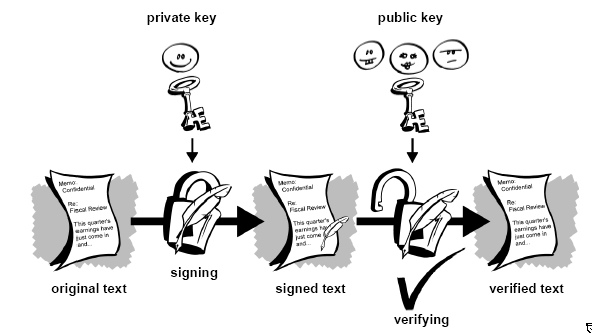 private key
public key
Memo:
Confidential
Re:
Fiscal Review
This quarter's
earnings have
just come in
and...
Memo:
Confidential
Re:
Fiscal Review
This quarter's
earnings have
just come
and...
Memo:
Confidential
Re:
Fiscal Review
This quarter's
earnings have
just come in
and...
original text
signing
signed text
verifying
verified text